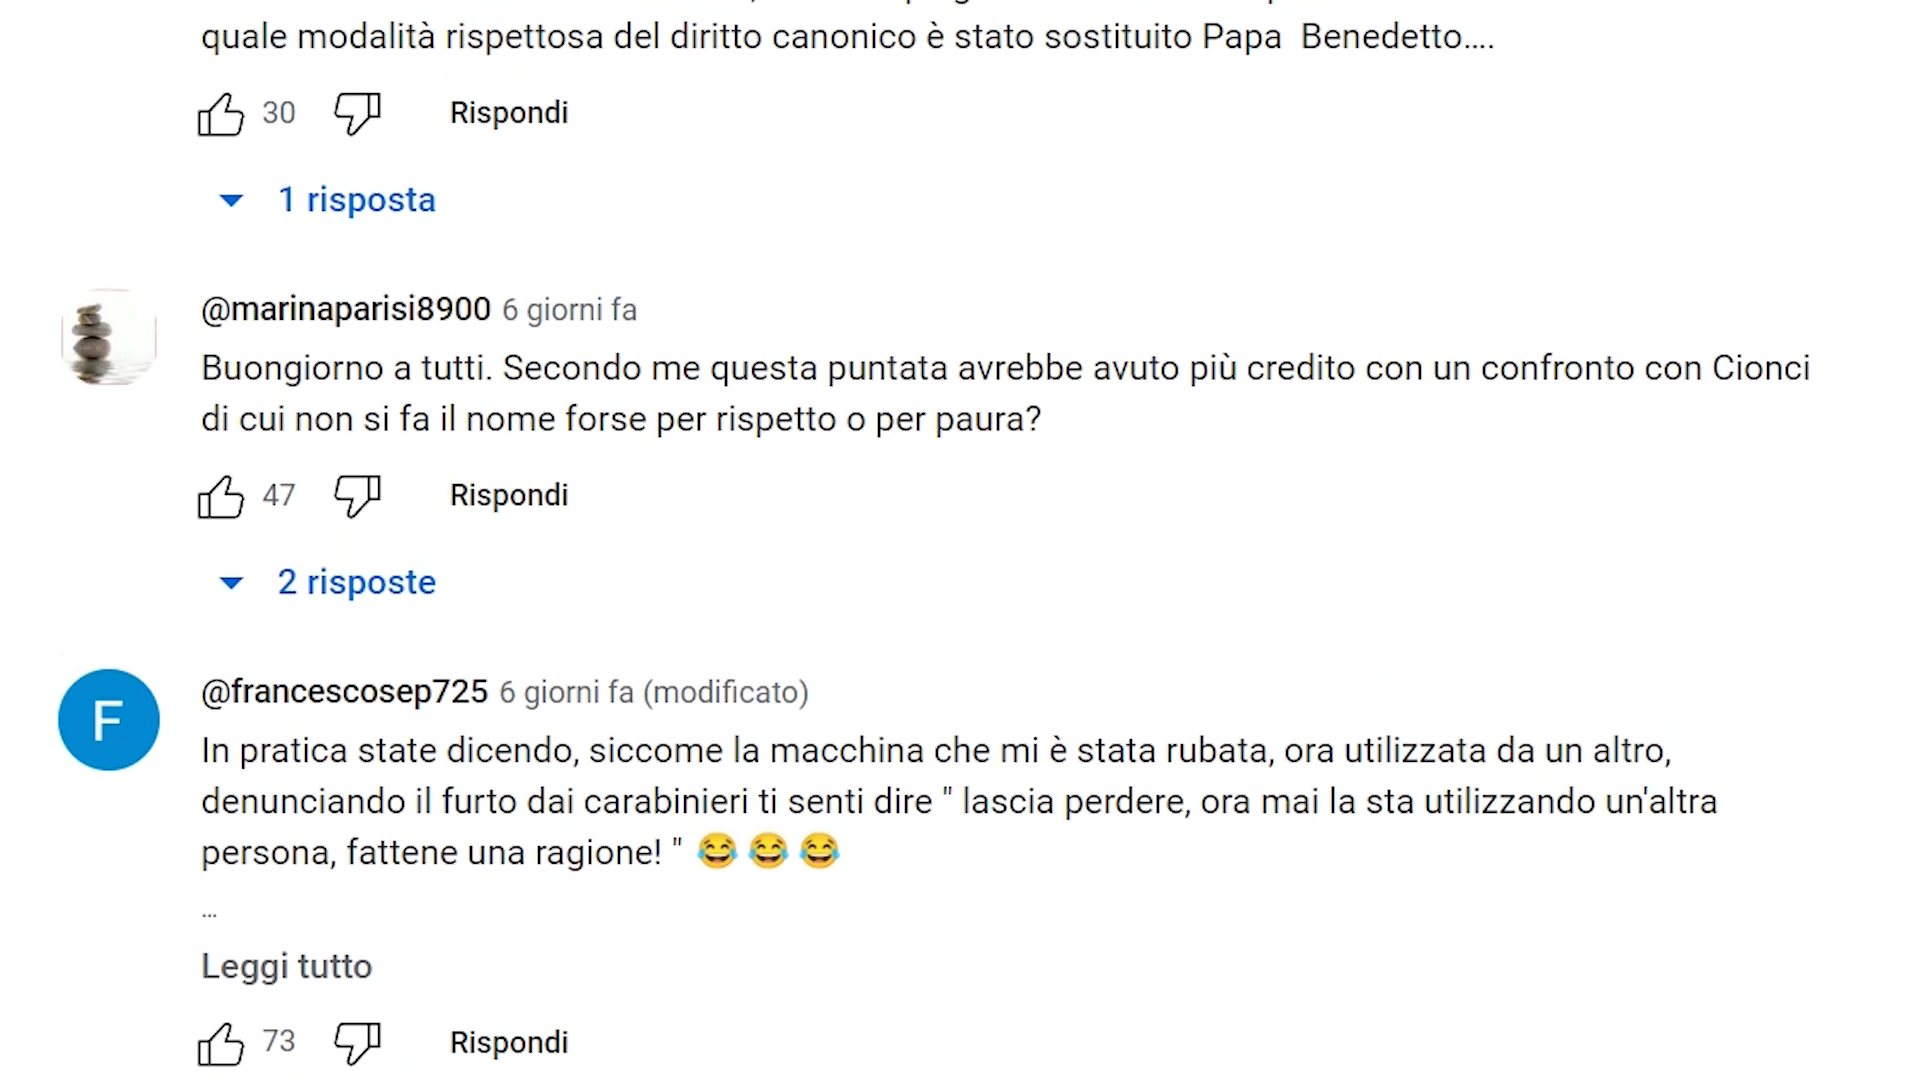 quale modalità rispettosa del diritto canonico è stato sostituito Papa  Benedetto....
30 Rispondi
1 risposta
@marinaparisi8900 6 giorni fa
Buongiorno a tutti. Secondo me questa puntata avrebbe avuto più credito con un confronto con Cionci
di cui non si fa il nome forse per rispetto o per paura?
47 Rispondi
2 risposte
F
@francescosep725 6 giorni fa (modificato)
In pratica state dicendo, siccome la macchina che mi è stata rubata, ora utilizzata da un altro,
denunciando il furto dai carabinieri ti senti dire " lascia perdere, ora mai la sta utilizzando un'altra
persona, fattene una ragione! " 😂 😂 😂
...
Leggi tutto
73 Rispondi